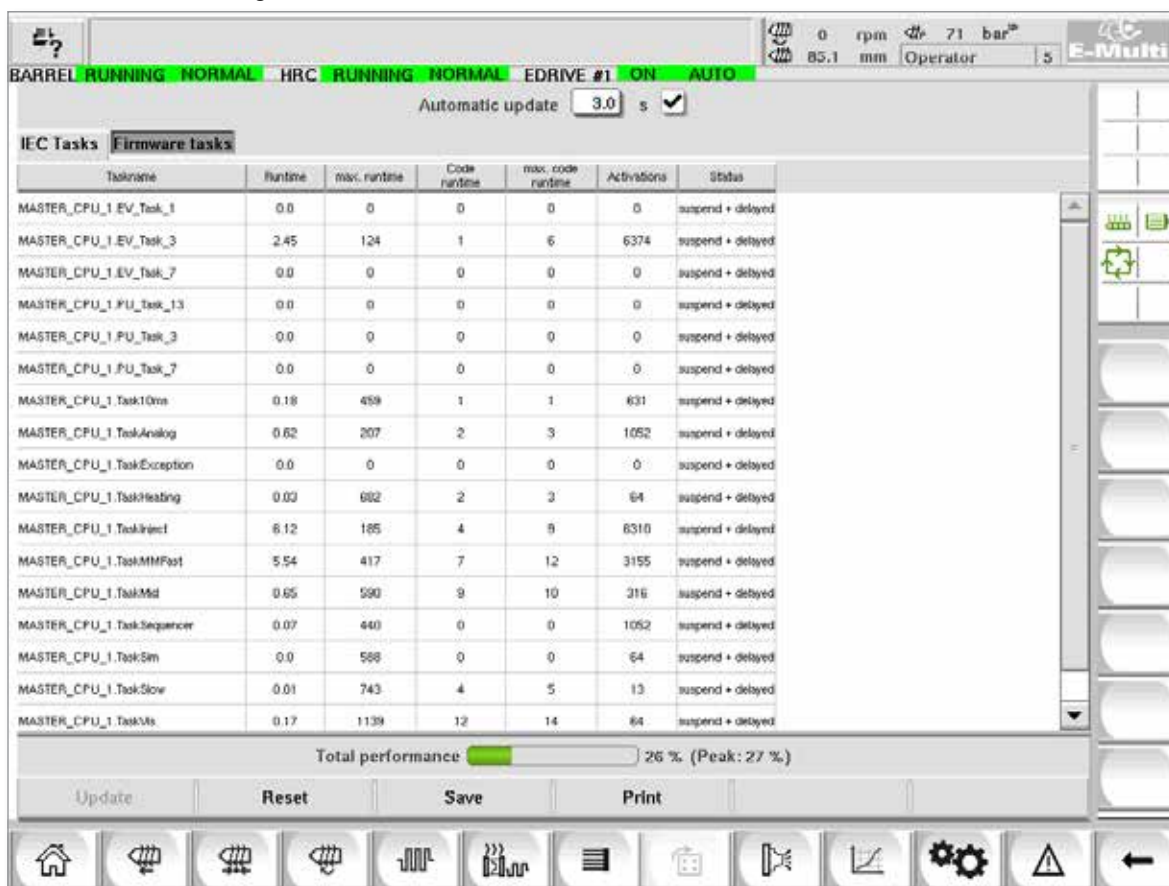 ?
0 rpm 71 bar
85.1 mm Operator 5 E-Multi
BARREL RUNNING NORMAL HRC RUNNING NORMAL EDRIVE #1 ON AUTO
Automatic update 3.0 s
IEC Tasks Firmware tasks
Taskname Runtime max. runtime Code runtime max. code runtime Activations Status
MASTER_CPU_1.EV_Task_1 0.0 0 0 0 0 suspend + delayed
MASTER_CPU_1.EV_Task_3 2.45 124 1 6 6374 suspend + delayed
MASTER_CPU_1.EV_Task_7 0.0 0 0 0 0 suspend + delayed
MASTER_CPU_1.PU_Task_13 0.0 0 0 0 0 suspend + delayed
MASTER_CPU_1.PU_Task_3 0.0 0 0 0 0 suspend + delayed
MASTER_CPU_1.PU_Task_7 0.0 0 0 0 0 suspend + delayed
MASTER_CPU_1.Task10ms 0.18 459 1 1 631 suspend + delayed
MASTER_CPU_1.TaskAnalog 0.62 207 2 3 1052 suspend + delayed
MASTER_CPU_1.TaskException 0.0 0 0 0 0 suspend + delayed
MASTER_CPU_1.TaskHeating 0.03 682 2 3 64 suspend + delayed
MASTER_CPU_1.TaskInject 6.12 185 4 9 6310 suspend + delayed
MASTER_CPU_1.TaskMMFast 5.54 417 7 12 3155 suspend + delayed
MASTER_CPU_1.TaskMid 0.65 590 9 10 316 suspend + delayed
MASTER_CPU_1.TaskSequencer 0.07 440 0 0 1052 suspend + delayed
MASTER_CPU_1.TaskSim 0.0 588 0 0 64 suspend + delayed
MASTER_CPU_1.TaskSlow 0.01 743 4 5 13 suspend + delayed
MASTER_CPU_1.TaskVis 0.17 1139 12 14 64 suspend + delayed
Total performance 26 % (Peak: 27 %)
Update Reset Save Print